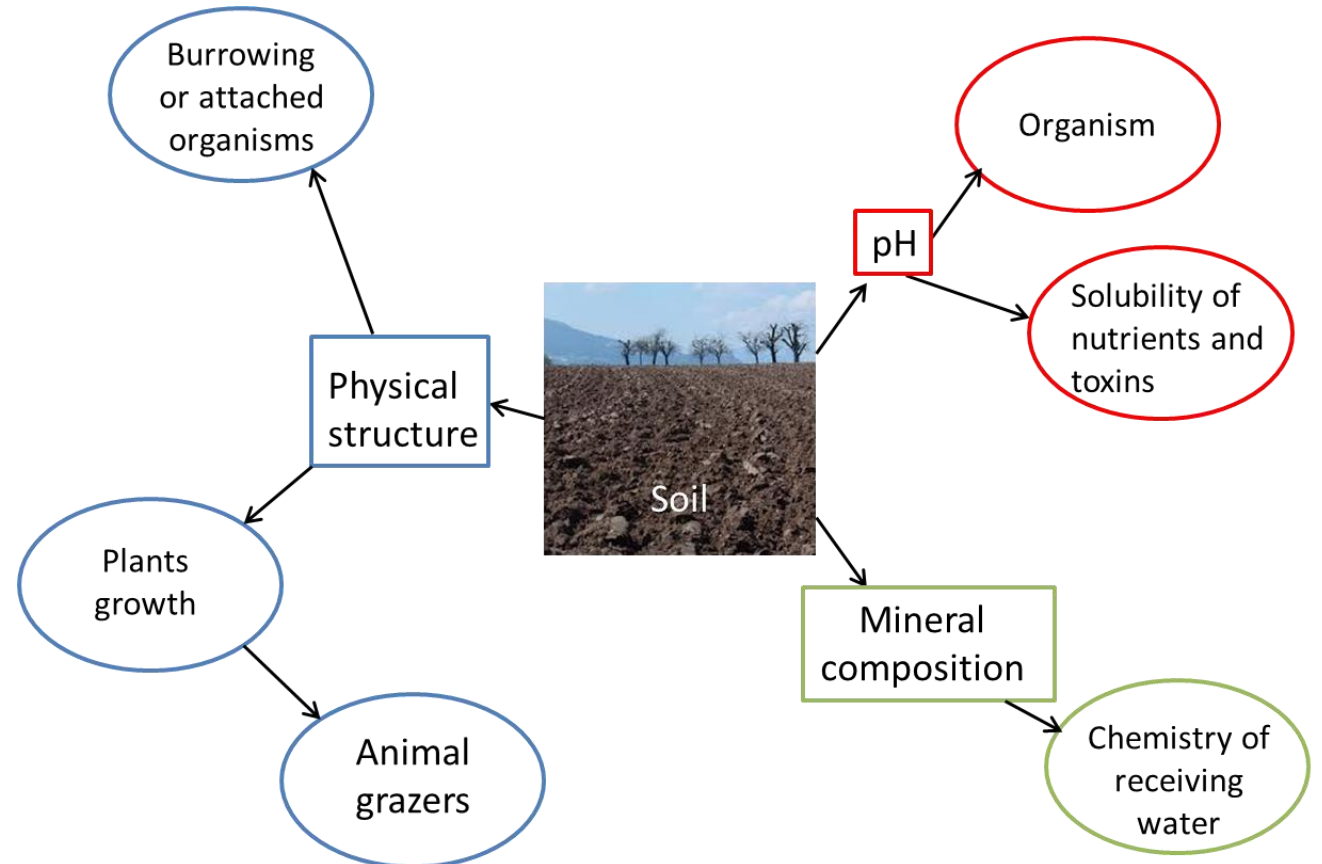 Burrowing
or attached
organisms
Organism
pH
Solubility of
nutrients and
toxins
Physical
structure
Soil
Plants
growth
Mineral
composition
Animal
grazers
Chemistry of
receiving
water